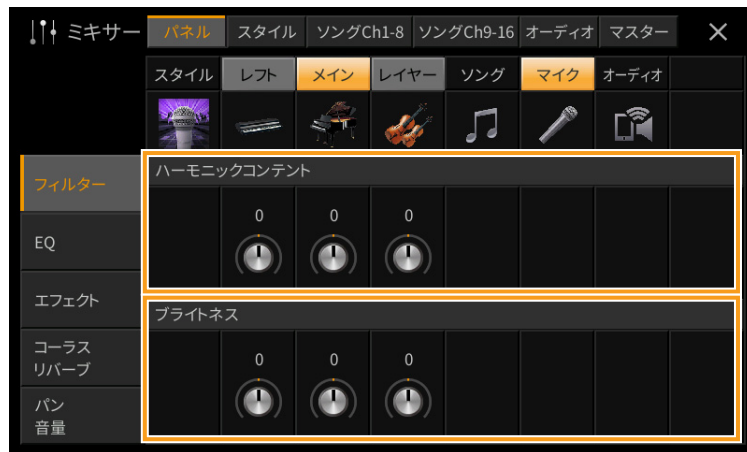 ミキサー パネル スタイル ソングCh1-8 ソングCh9-16 オーディオ マスター
スタイル レフト メイン レイヤー ソング マイク オーディオ
フィルター
ハーモニックコンテント
0 0 0
EQ
エフェクト
ブライトネス
コーラス
リバーブ
0 0 0
パン
音量